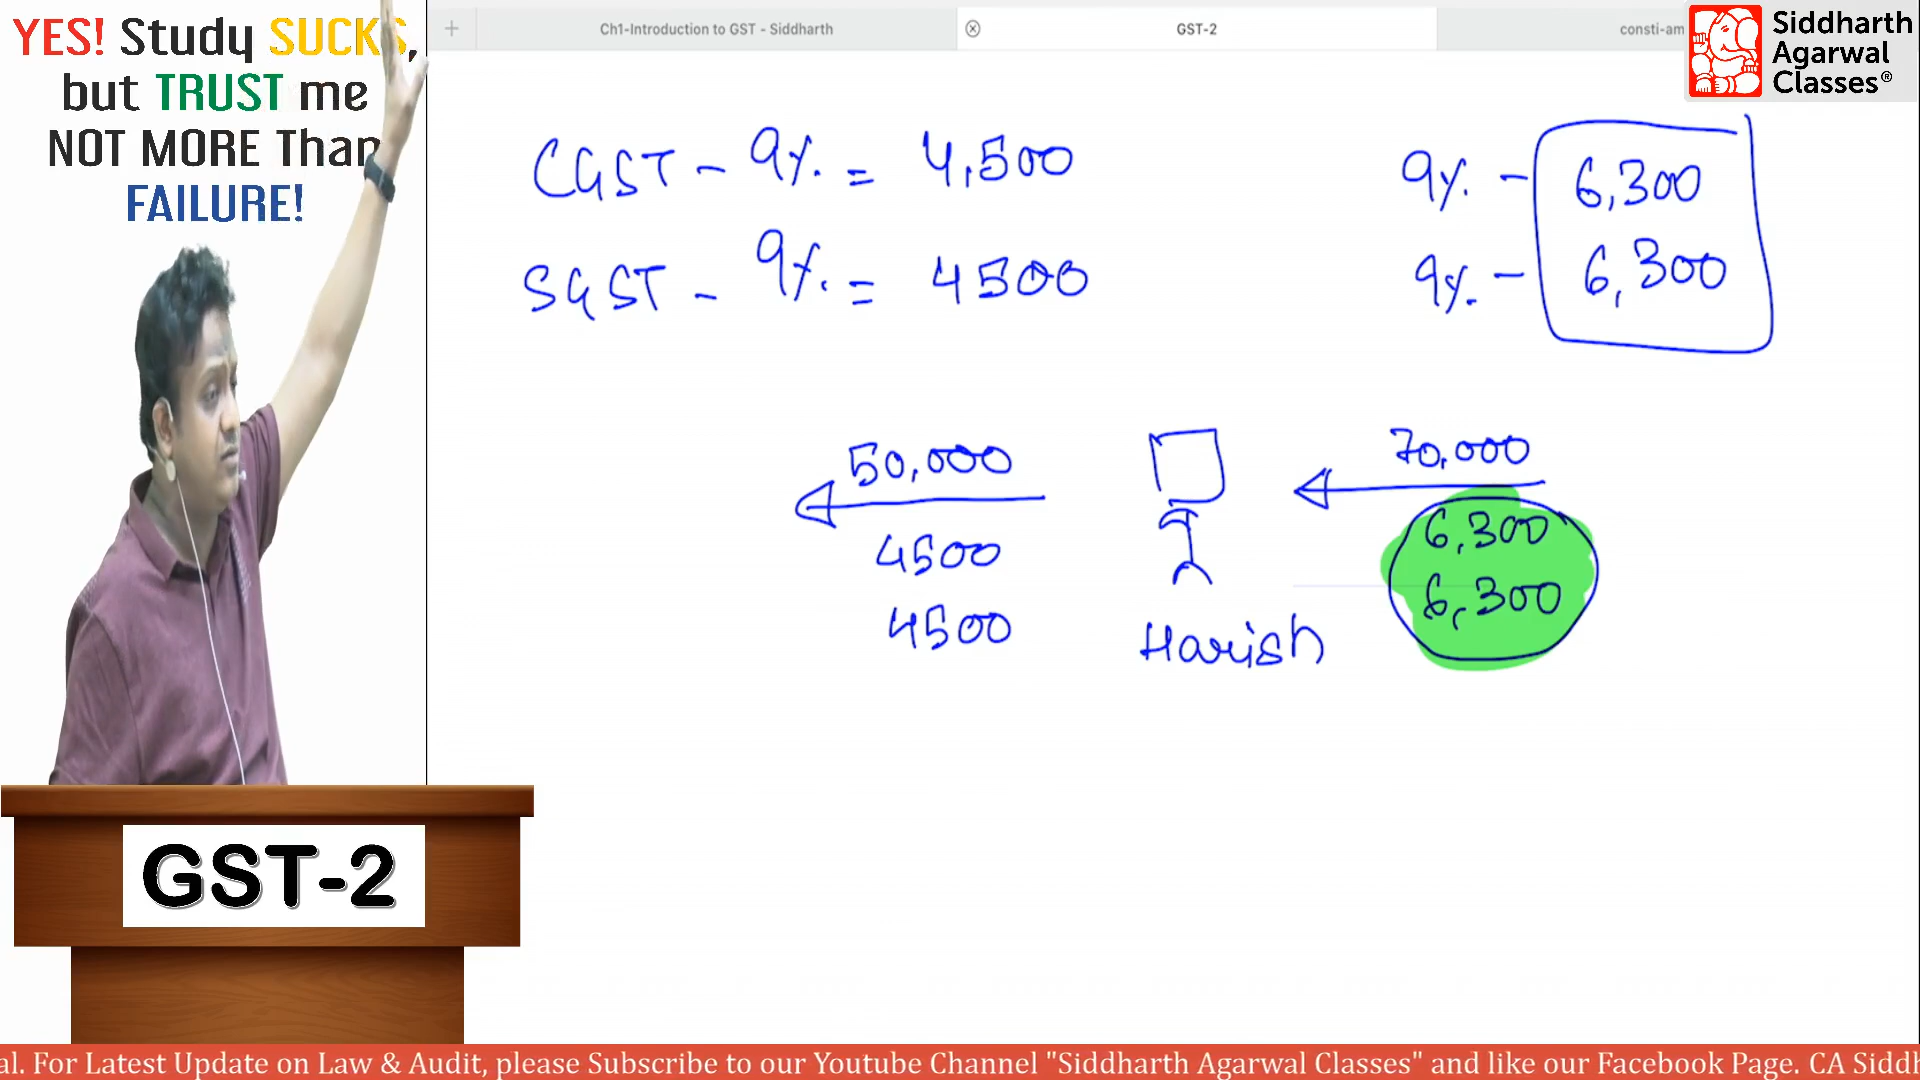 YES! Study SUCKS,
but TRUST me
NOT MORE Than
FAILURE!
Ch1-Introduction to GST - Siddharth
GST-2
consti-am
Siddharth
Agarwal
Classes®
CGST - 9%. = 4,500
SGST - 9%. = 4500
9%. - 6,300
9%. - 6,300
50,000
4500
4500
Harish
70,000
6,300
6,300
GST-2
al. For Latest Update on Law & Audit, please Subscribe to our Youtube Channel "Siddharth Agarwal Classes" and like our Facebook Page. CA Siddh